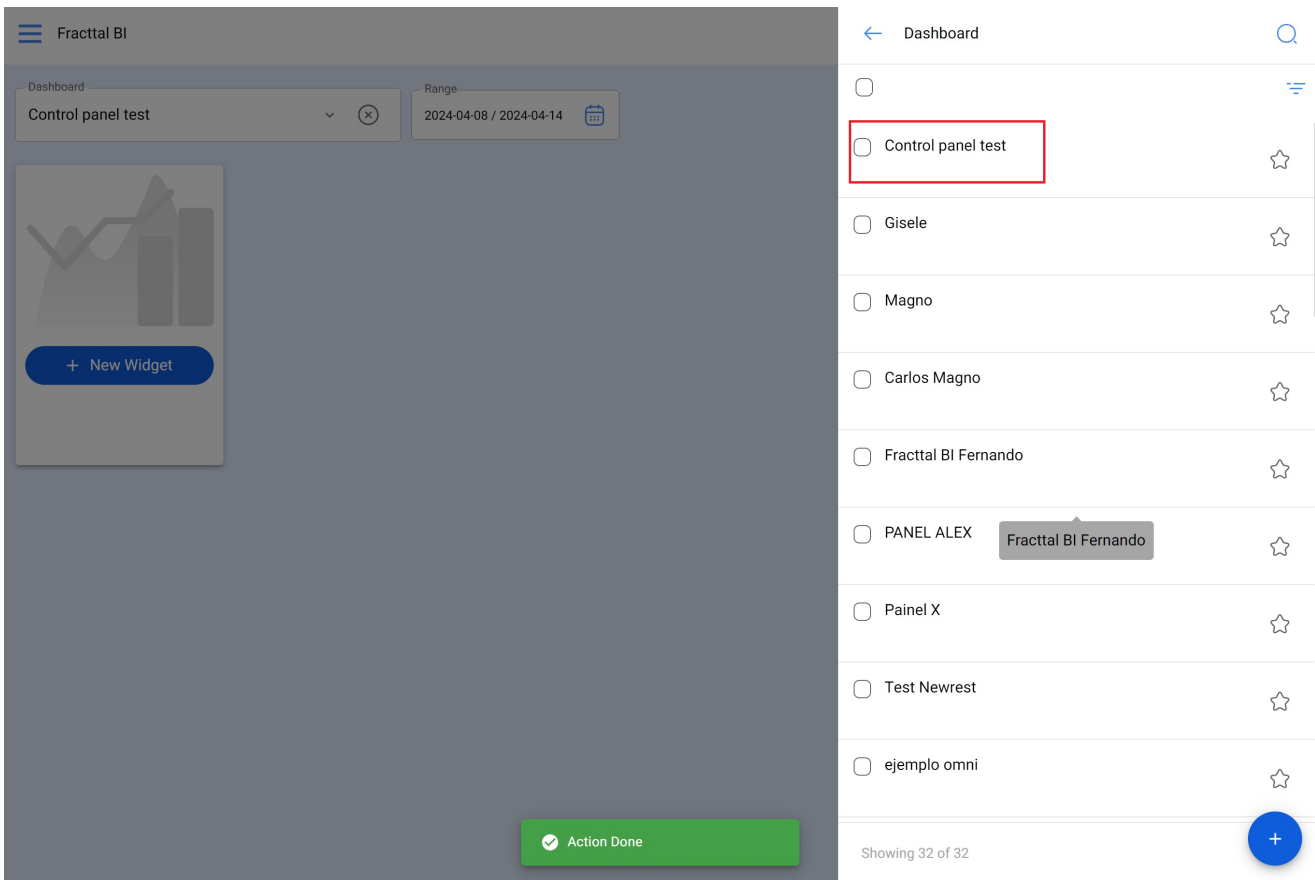 Fracttal BI
Dashboard
Control panel test
Range
2024-04-08 / 2024-04-14
+ New Widget
Action Done
Dashboard
Control panel test
Gisele
Magno
Carlos Magno
Fracttal BI Fernando
PANEL ALEX
Fracttal BI Fernando
Painel X
Test Newrest
ejemplo omni
Showing 32 of 32
+